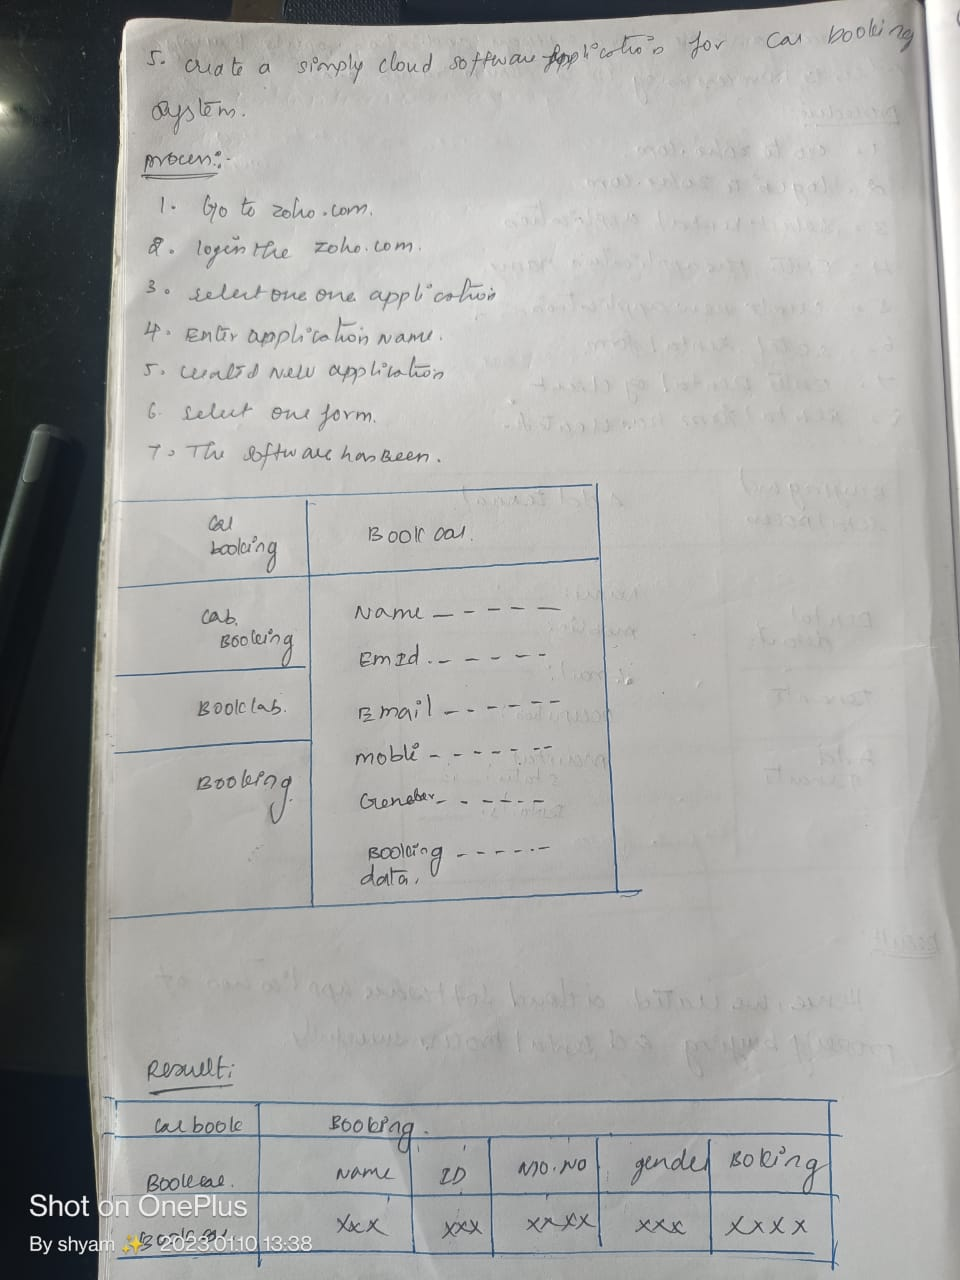 5. Create a simply cloud software application for Car booking
System.
process:-
1. Go to zoho.com.
2. login the zoho.com.
3. select one one application
4. Enter application Name.
5. New application
6. select one form.
7. The software has Been.
Car
booking
Book car.
Cab.
Booking
Name - - - - -
Em Id. - - - - -
Book cab.
Email - - - - - -
mobli - - - - - - -
Booking
Gender - - - - - -
Booking - - - - - -
data.
Result:
Car book
Booking.
Book car.
Name
ID
MO.NO
gender
Boking
xxx
xxx
xxxx
xxx
xxxx
Shot on OnePlus
By shyam ✨ 2023.01.10 13:38